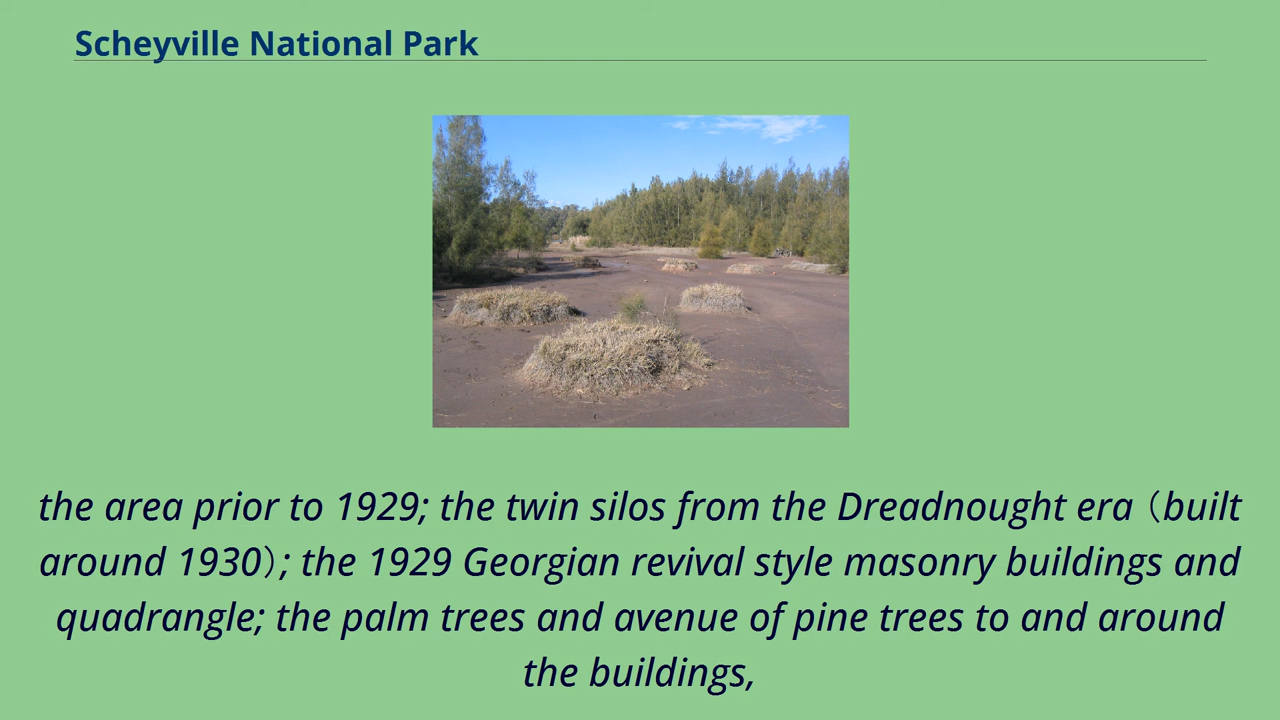 Scheyville National Park
the area prior to 1929; the twin silos from the Dreadnought era（built
around 1930）; the 1929 Georgian revival style masonry buildings and
quadrangle; the palm trees and avenue of pine trees to and around
the buildings,